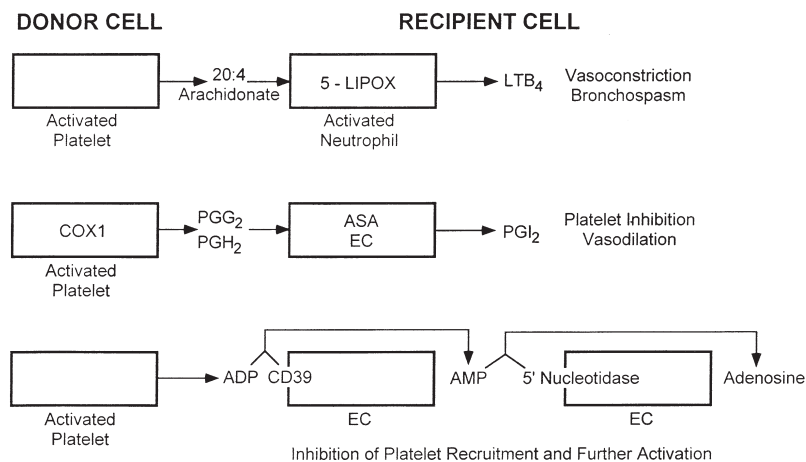 DONOR CELL RECIPIENT CELL
20:4
Arachidonate
5 - LIPOX
LTB4
Vasoconstriction
Bronchospasm
Activated
Platelet
Activated
Neutrophil
COX1
PGG2
PGH2
ASA
EC
PGI2
Platelet Inhibition
Vasodilation
Activated
Platelet
ADP CD39 AMP 5' Nucleotidase Adenosine
Activated
Platelet
EC EC
Inhibition of Platelet Recruitment and Further Activation